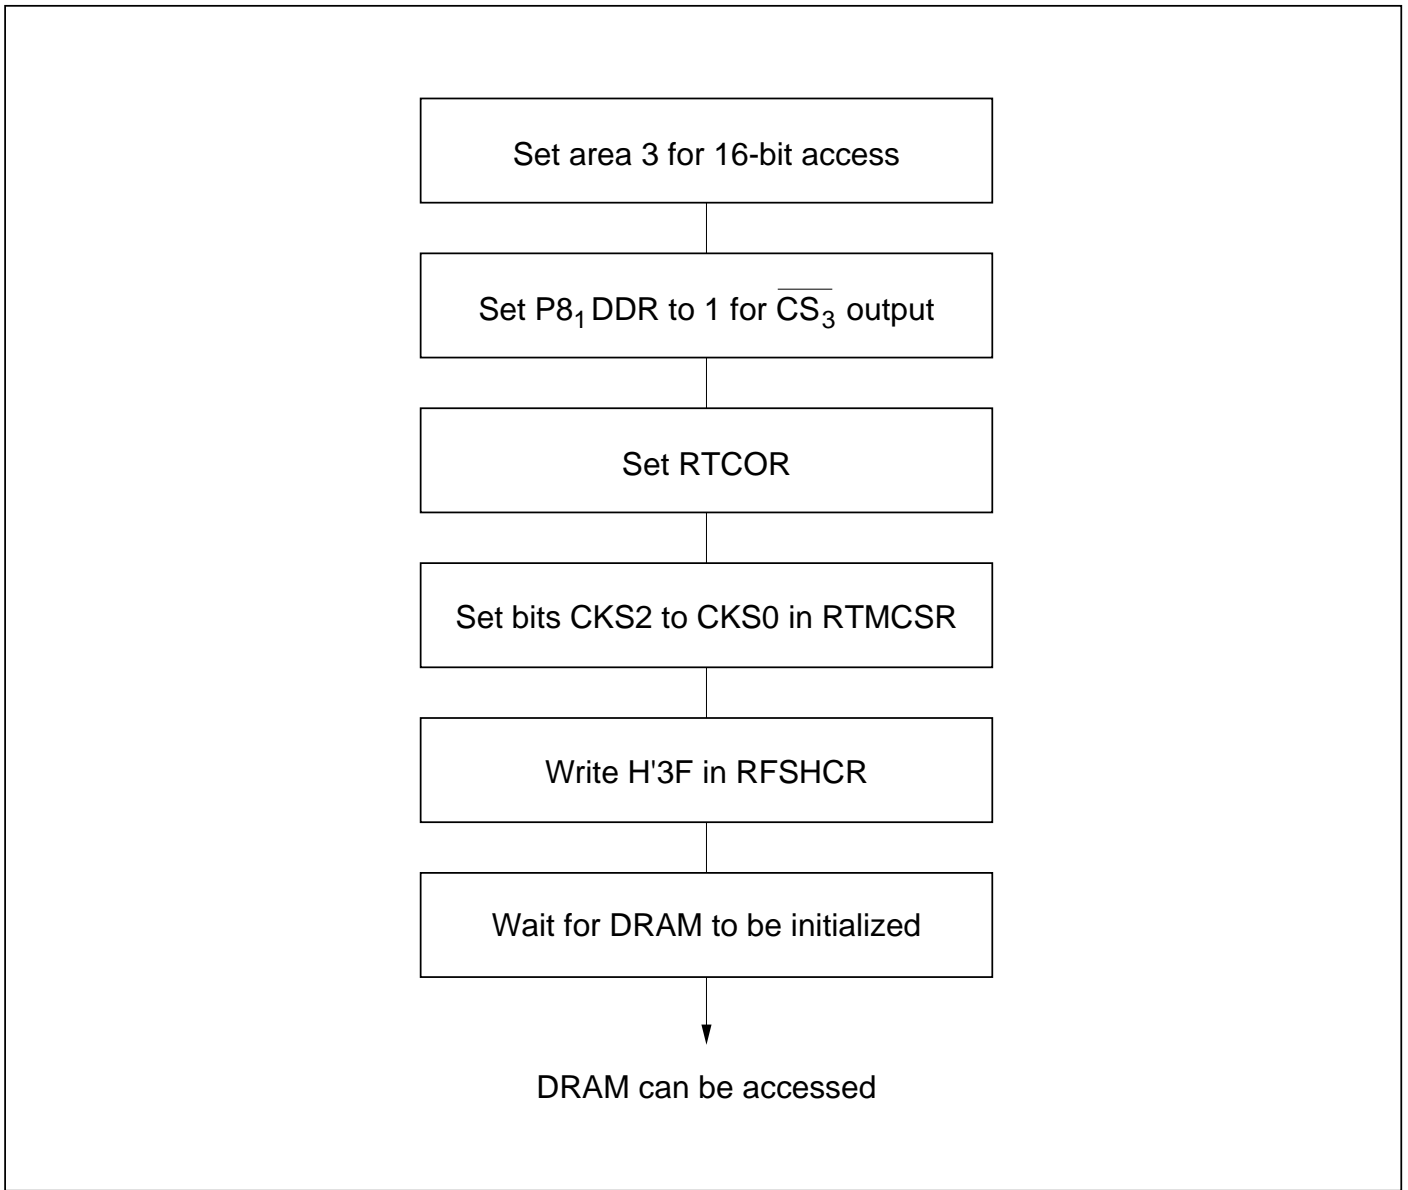 Set area 3 for 16-bit access
Set P8₁ DDR to 1 for C̅S̅₃̅ output
Set RTCOR
Set bits CKS2 to CKS0 in RTMCSR
Write H'3F in RFSHCR
Wait for DRAM to be initialized
DRAM can be accessed